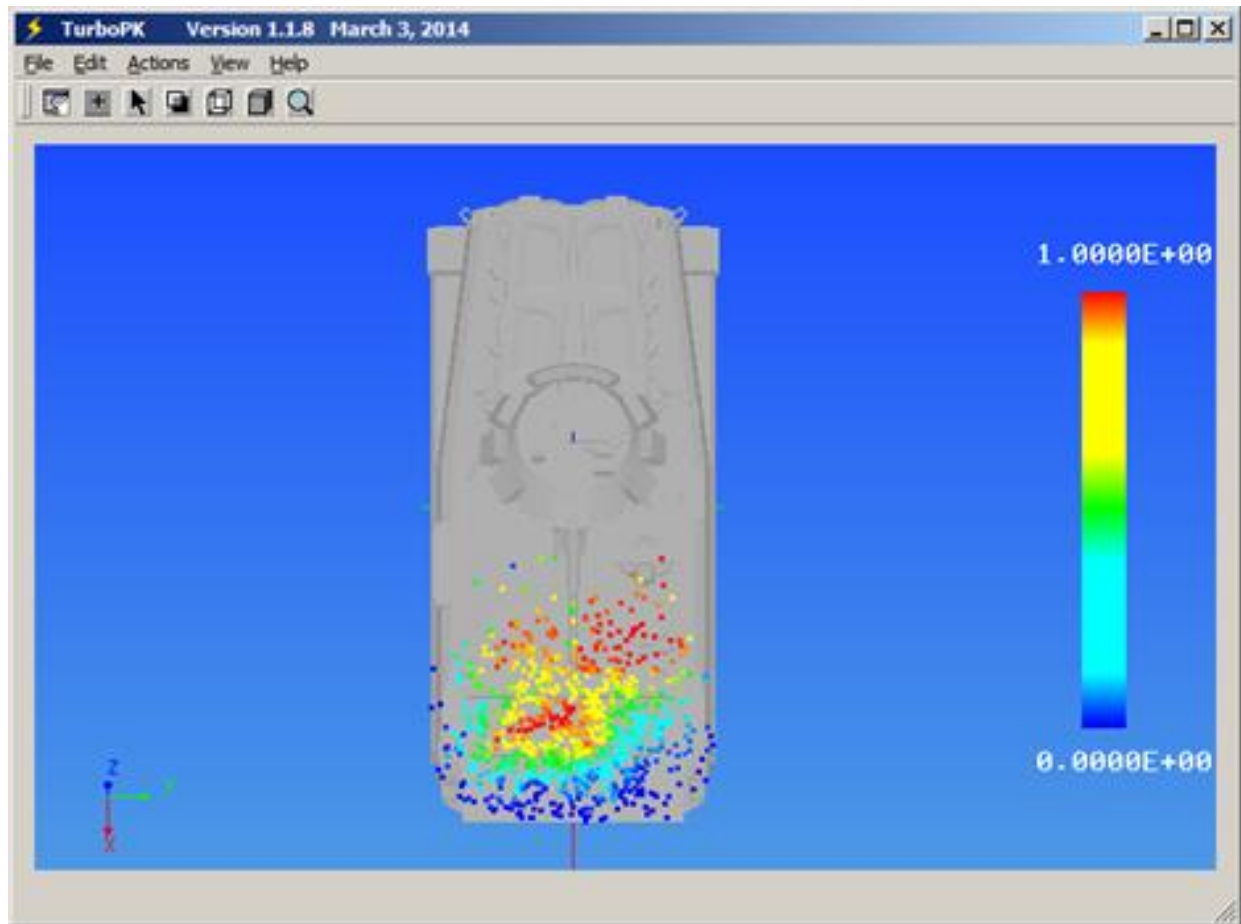 TurboPK Version 1.1.8 March 3, 2014
File Edit Actions View Help
1.0000E+00
0.0000E+00
Z
Y
X